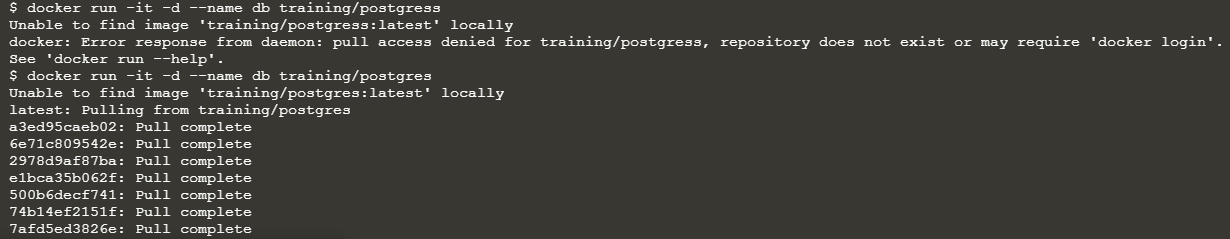 $ docker run -it -d --name db training/postgress
Unable to find image 'training/postgress:latest' locally
docker: Error response from daemon: pull access denied for training/postgress, repository does not exist or may require 'docker login'.
See 'docker run --help'.
$ docker run -it -d --name db training/postgres
Unable to find image 'training/postgres:latest' locally
latest: Pulling from training/postgres
a3ed95caeb02: Pull complete
6e71c809542e: Pull complete
2978d9af87ba: Pull complete
e1bca35b062f: Pull complete
500b6decf741: Pull complete
74b14ef2151f: Pull complete
7afd5ed3826e: Pull complete